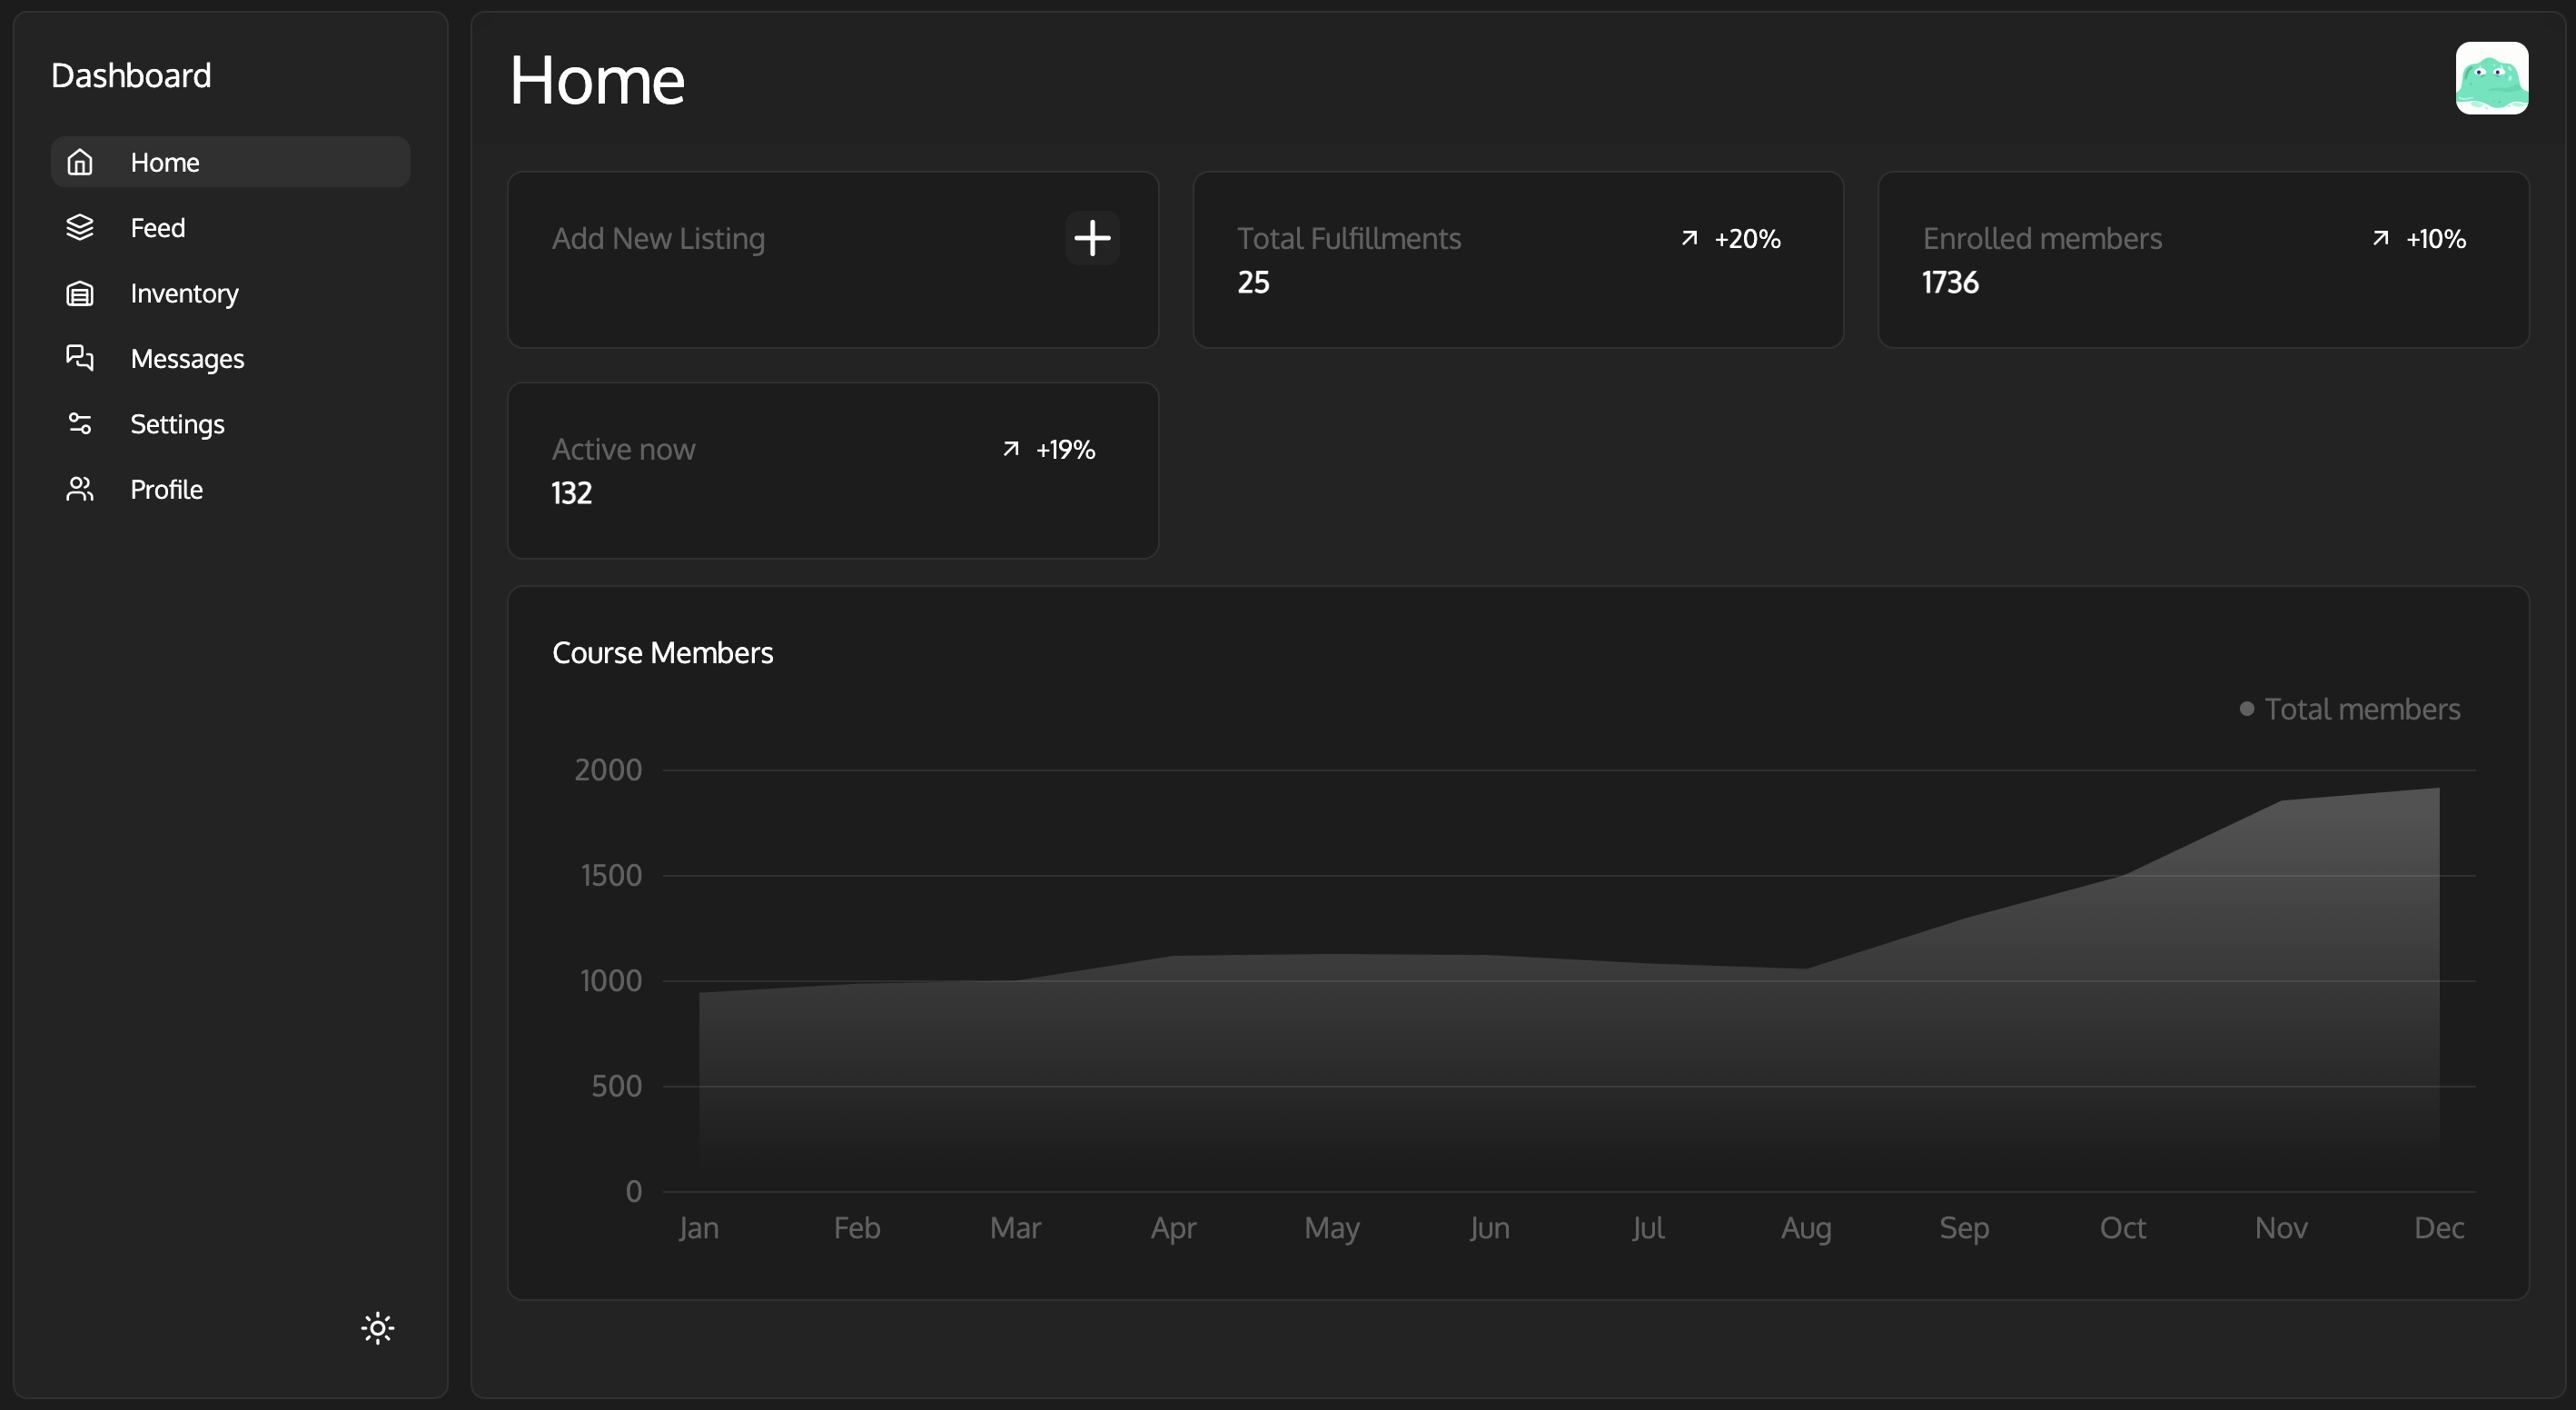 Dashboard
Home
Feed
Inventory
Messages
Settings
Profile
Home
Add New Listing
Total Fulfillments
+20%
25
Enrolled members
+10%
1736
Active now
+19%
132
Course Members
Total members
2000
1500
1000
500
0
Jan Feb Mar Apr May Jun Jul Aug Sep Oct Nov Dec